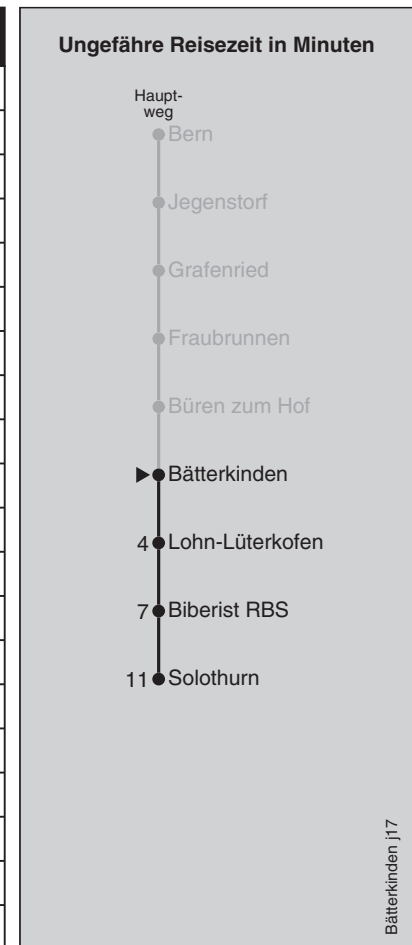 Ungefähre Reisezeit in Minuten
Haupt-
weg
Bern
Jegenstorf
Grafenried
Fraubrunnen
Büren zum Hof
Bätterkinden
4 Lohn-Lüterkofen
7 Biberist RBS
11 Solothurn
Bätterkinden j17